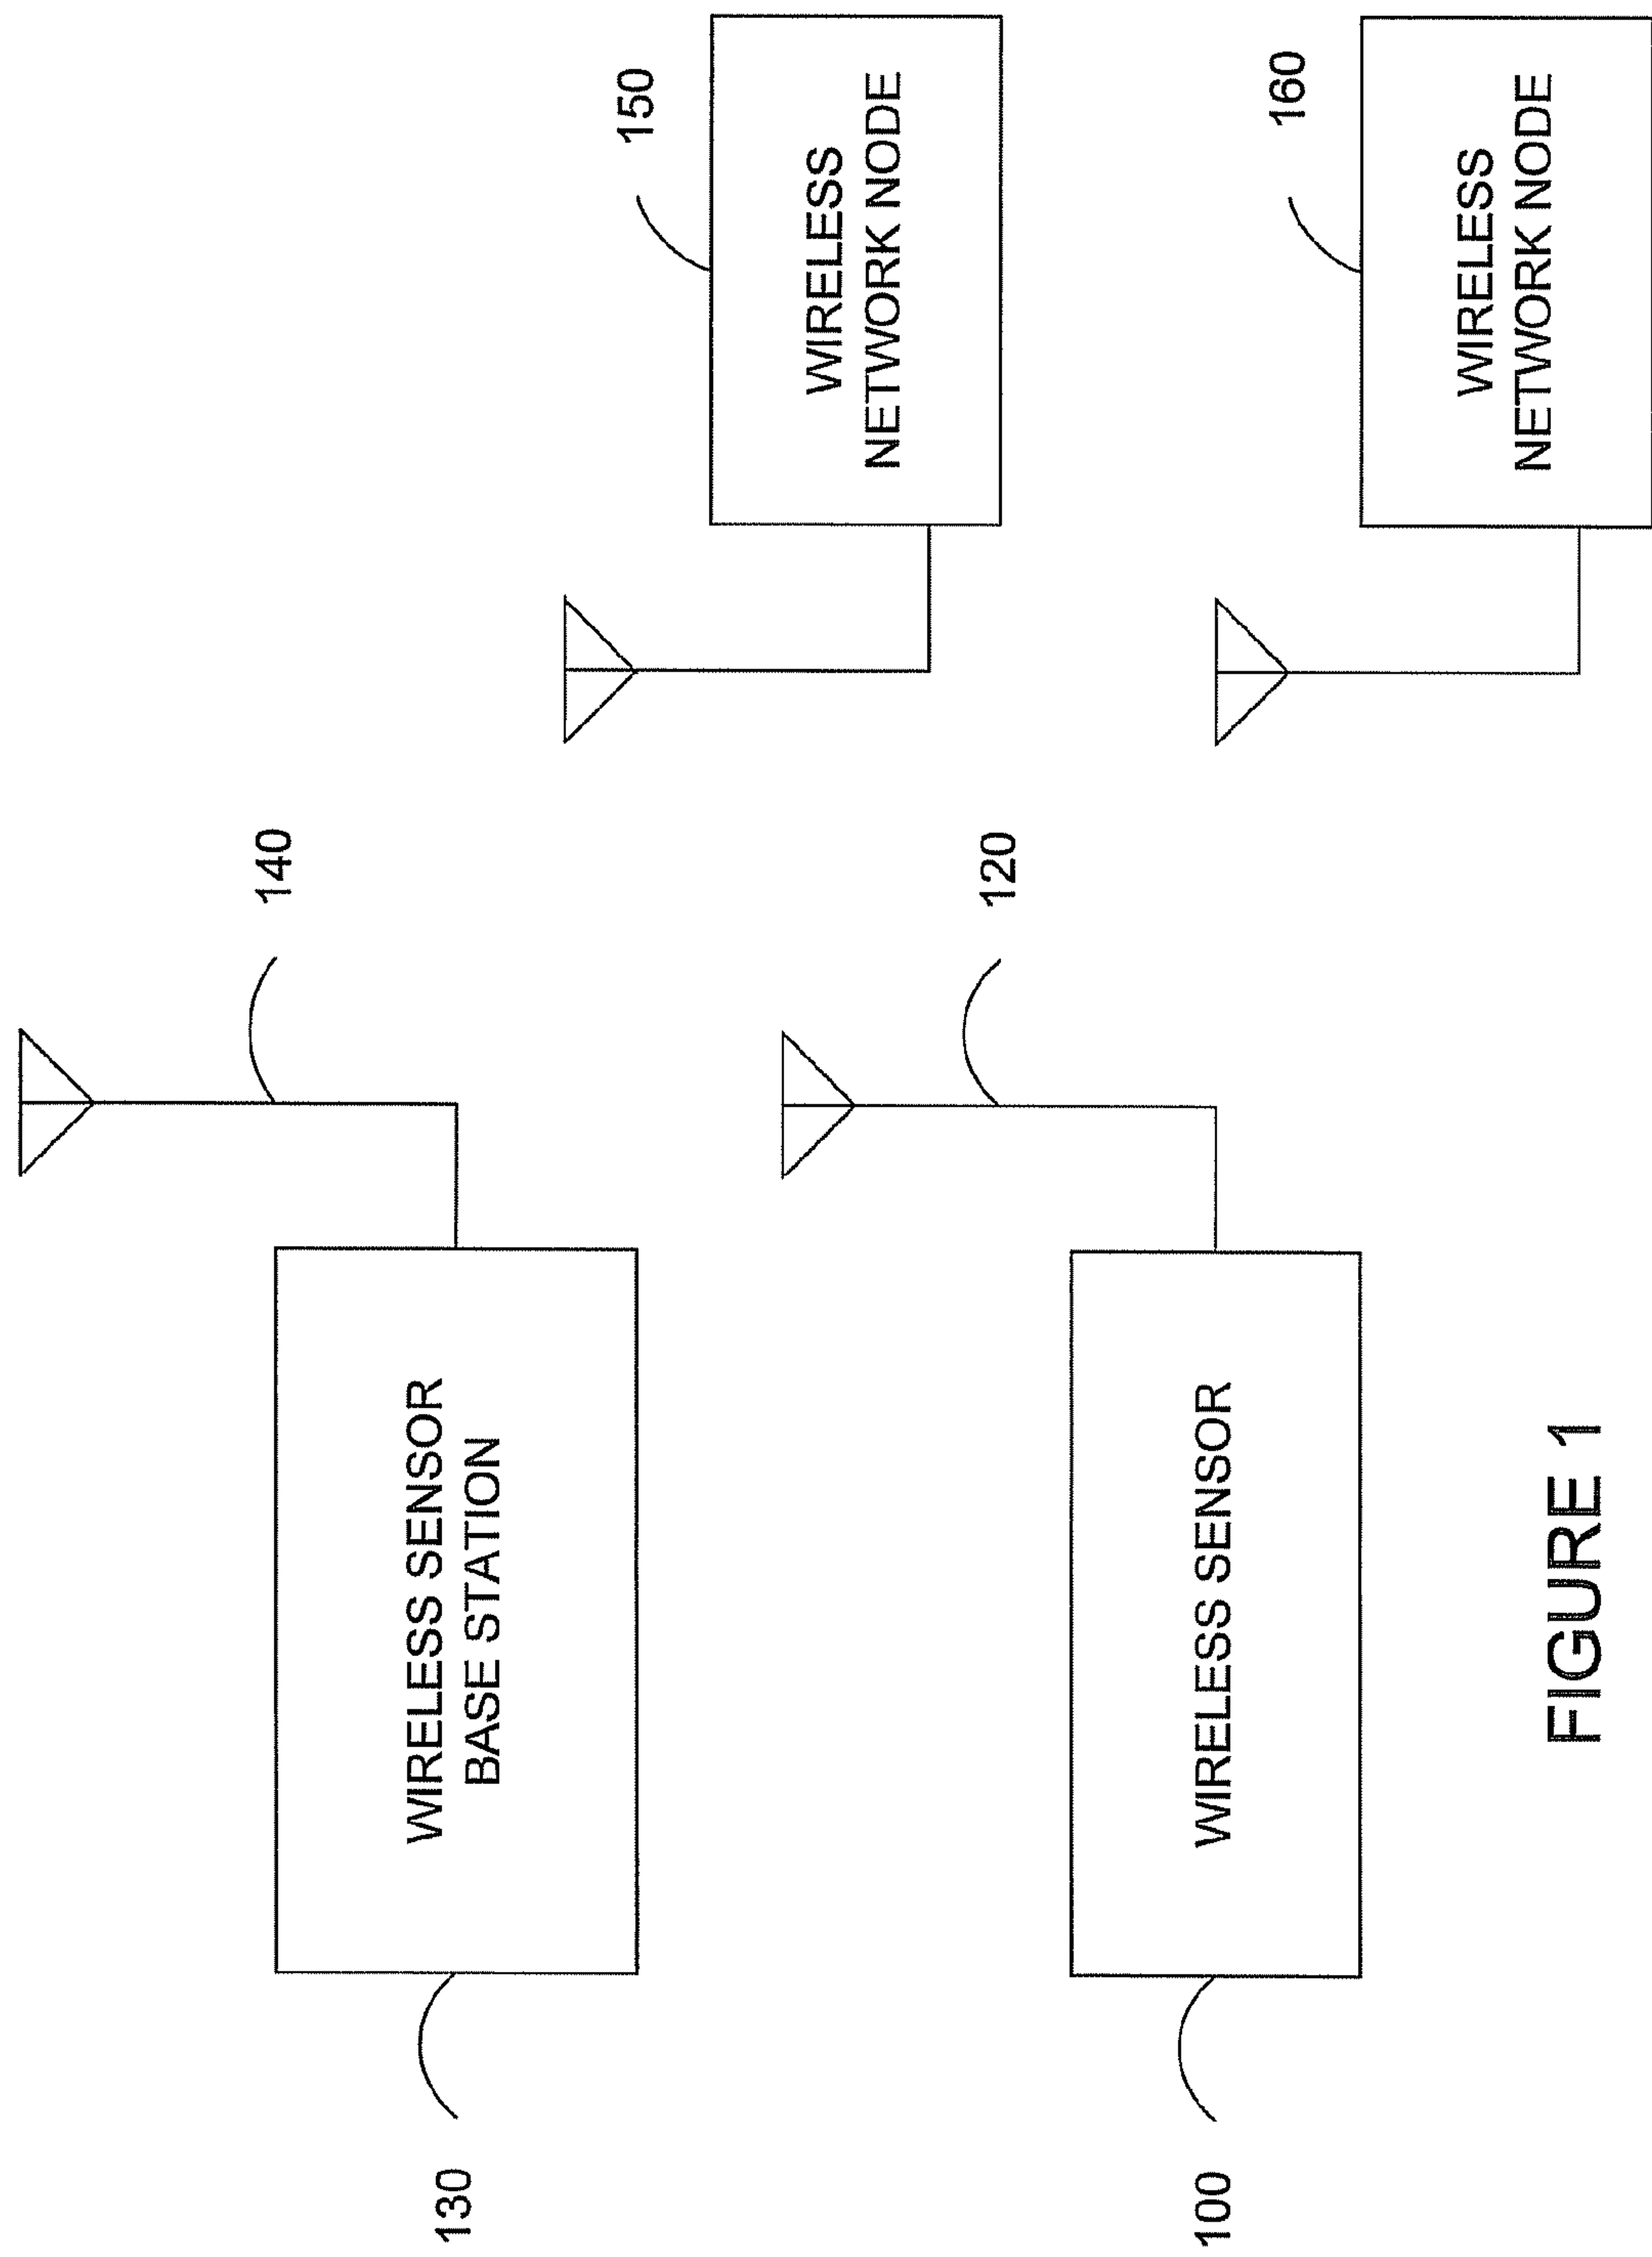 140
130
WIRELESS SENSOR
BASE STATION
150
WIRELESS
NETWORK NODE
120
100
WIRELESS SENSOR
160
WIRELESS
NETWORK NODE
FIGURE 1